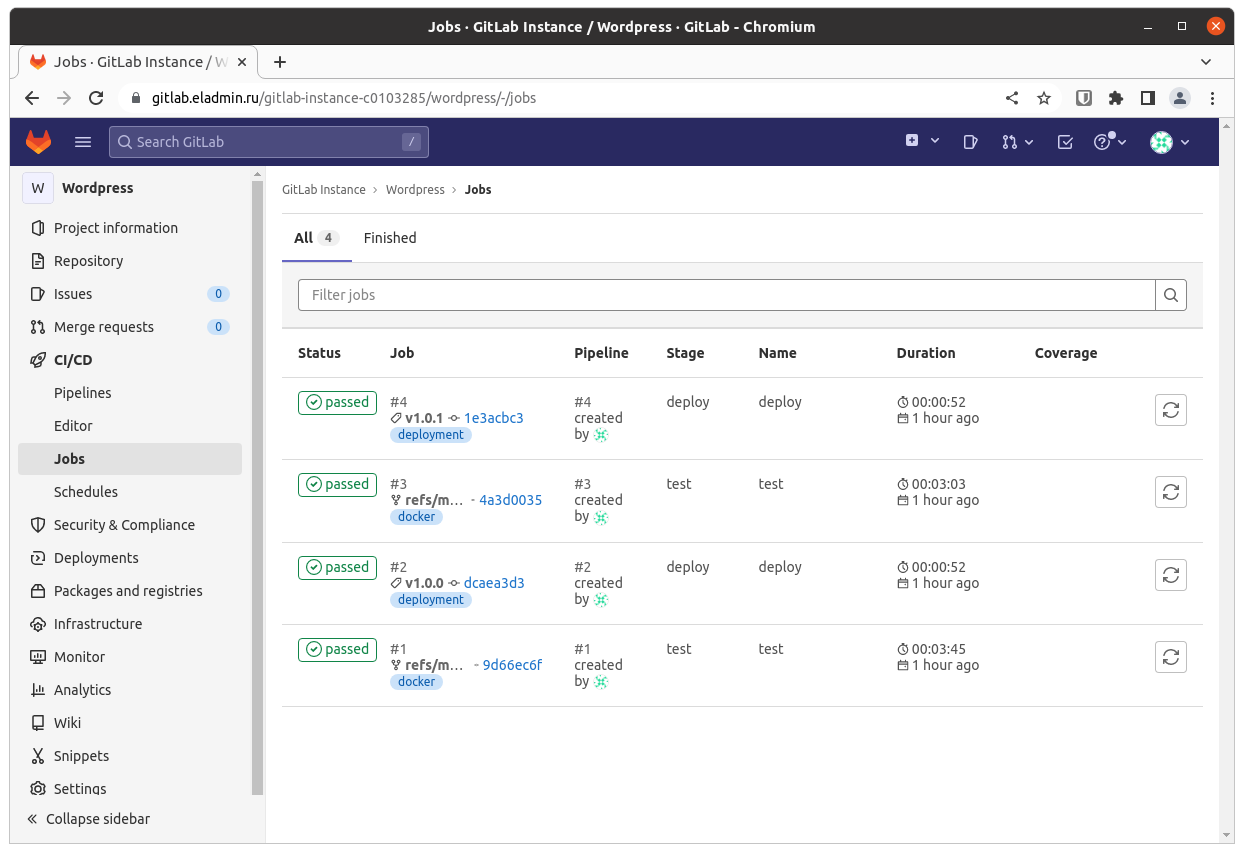 Jobs · GitLab Instance / Wordpress · GitLab - Chromium
Jobs · GitLab Instance / W
gitlab.eladmin.ru/gitlab-instance-c0103285/wordpress/-/jobs
Search GitLab /
W Wordpress
Project information
Repository
Issues 0
Merge requests 0
CI/CD
Pipelines
Editor
Jobs
Schedules
Security & Compliance
Deployments
Packages and registries
Infrastructure
Monitor
Analytics
Wiki
Snippets
Settings
Collapse sidebar
GitLab Instance › Wordpress › Jobs
All 4 Finished
Filter jobs
Status Job Pipeline Stage Name Duration Coverage
passed #4 #4 deploy deploy 00:00:52
v1.0.1 1e3acbc3 created 1 hour ago
deployment by
passed #3 #3 test test 00:03:03
refs/m... - 4a3d0035 created 1 hour ago
docker by
passed #2 #2 deploy deploy 00:00:52
v1.0.0 dcaea3d3 created 1 hour ago
deployment by
passed #1 #1 test test 00:03:45
refs/m... - 9d66ec6f created 1 hour ago
docker by